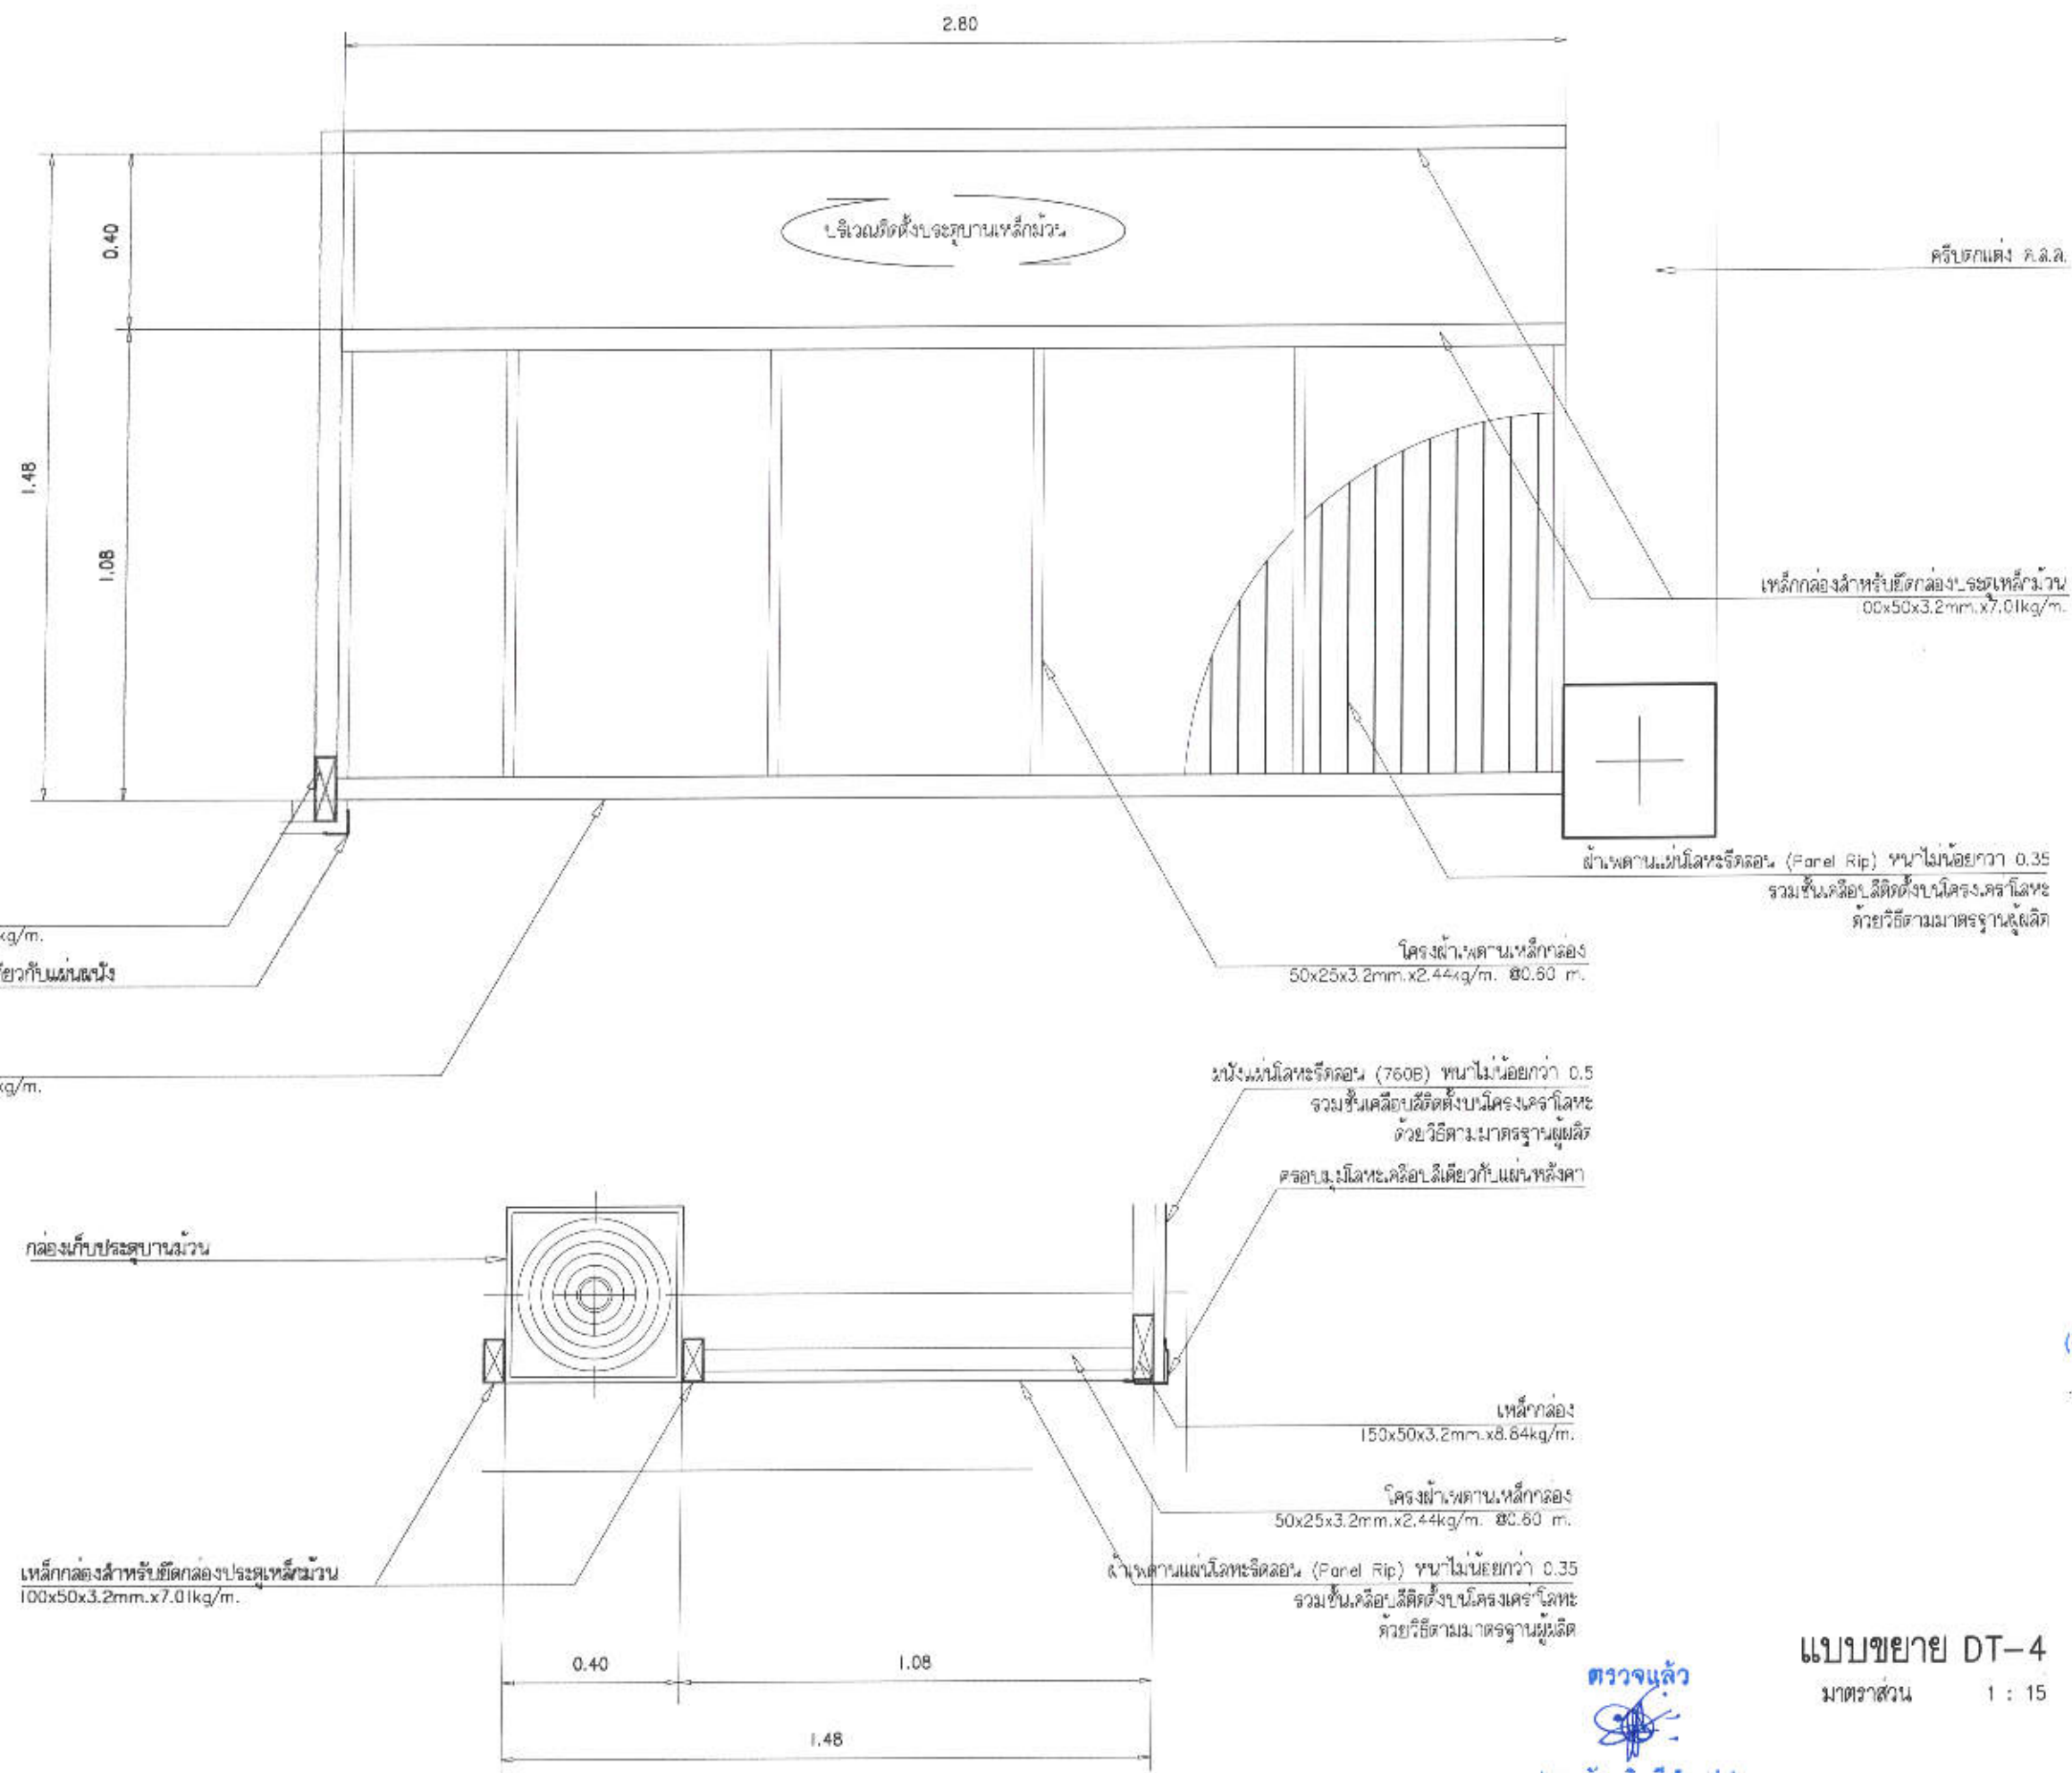 2.80
บริเวณติดตั้งประตูบานเหล็กม้วน
0.40
ครีบตกแต่ง ค.ส.ล.
1.48
1.08
เหล็กกล่องสำหรับยึดกล่องประตูเหล็กม้วน
00x50x3.2mm.x7.01kg/m.
ฝ้าเพดานแผ่นโลหะรีดลอน (Panel Rip) หนาไม่น้อยกว่า 0.35
รวมชั้นเคลือบสีติดตั้งบนโครงเคร่าโลหะ
ด้วยวิธีตามมาตรฐานผู้ผลิต
kg/m.
ดียวกับแผ่นผนัง
โครงฝ้าเพดานเหล็กกล่อง
50x25x3.2mm.x2.44kg/m. @0.60 m.
kg/m.
ผนังแผ่นโลหะรีดลอน (760B) หนาไม่น้อยกว่า 0.5
รวมชั้นเคลือบสีติดตั้งบนโครงเคร่าโลหะ
ด้วยวิธีตามมาตรฐานผู้ผลิต
ครอบมุมโลหะเคลือบสีเดียวกับแผ่นหลังคา
กล่องเก็บประตูบานม้วน
เหล็กกล่อง
150x50x3.2mm.x8.64kg/m.
โครงฝ้าเพดานเหล็กกล่อง
50x25x3.2mm.x2.44kg/m. @0.60 m.
เหล็กกล่องสำหรับยึดกล่องประตูเหล็กม้วน
100x50x3.2mm.x7.01kg/m.
ฝ้าเพดานแผ่นโลหะรีดลอน (Panel Rip) หนาไม่น้อยกว่า 0.35
รวมชั้นเคลือบสีติดตั้งบนโครงเคร่าโลหะ
ด้วยวิธีตามมาตรฐานผู้ผลิต
0.40
1.08
1.48
แบบขยาย DT-4
มาตราส่วน 1 : 15
ตรวจแล้ว